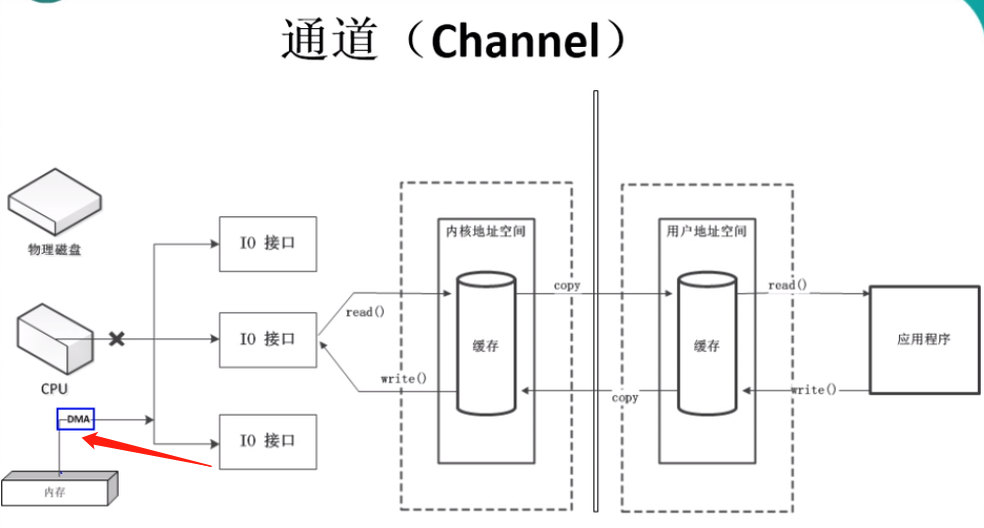 通道（Channel）
物理磁盘
CPU
DMA
内存
IO 接口
IO 接口
IO 接口
read()
write()
内核地址空间
缓存
copy
copy
用户地址空间
缓存
read()
write()
应用程序